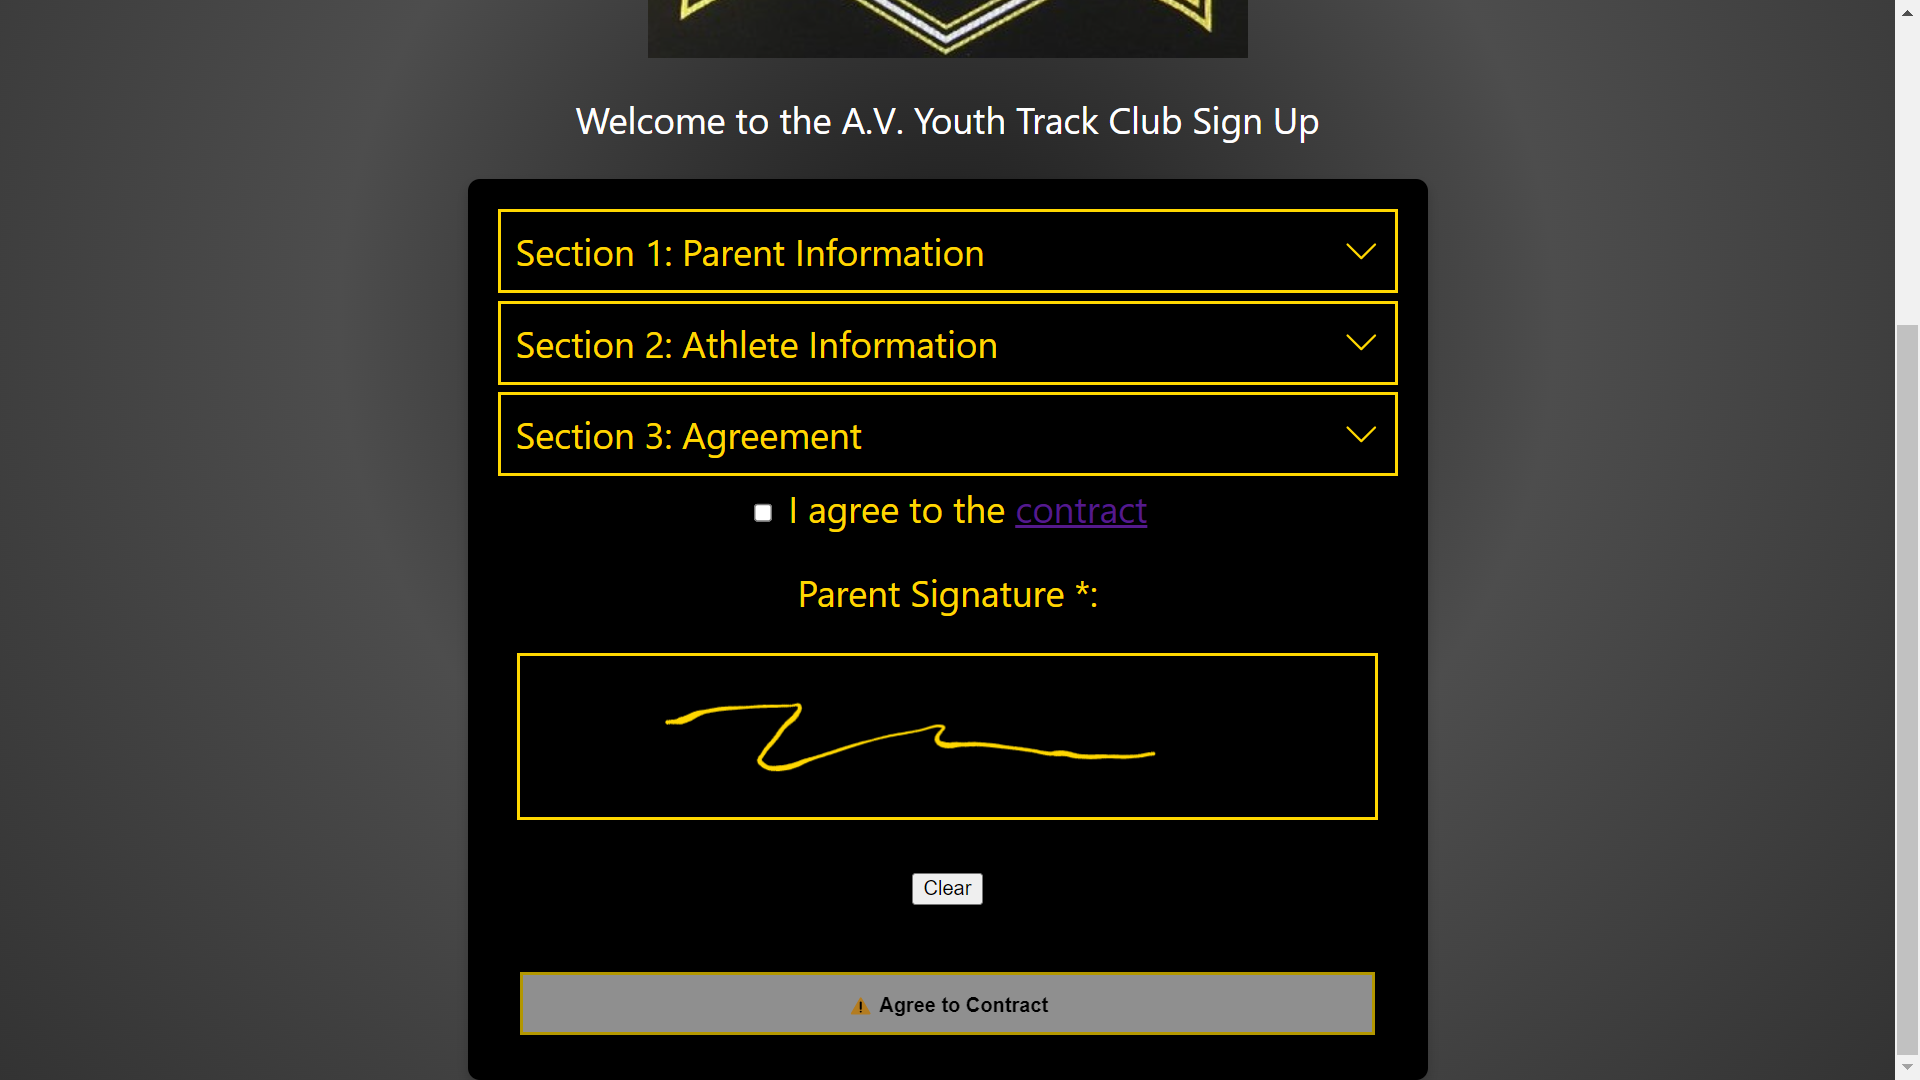 Welcome to the A.V. Youth Track Club Sign Up
Section 1: Parent Information
Section 2: Athlete Information
Section 3: Agreement
I agree to the contract
Parent Signature *:
Clear
Agree to Contract